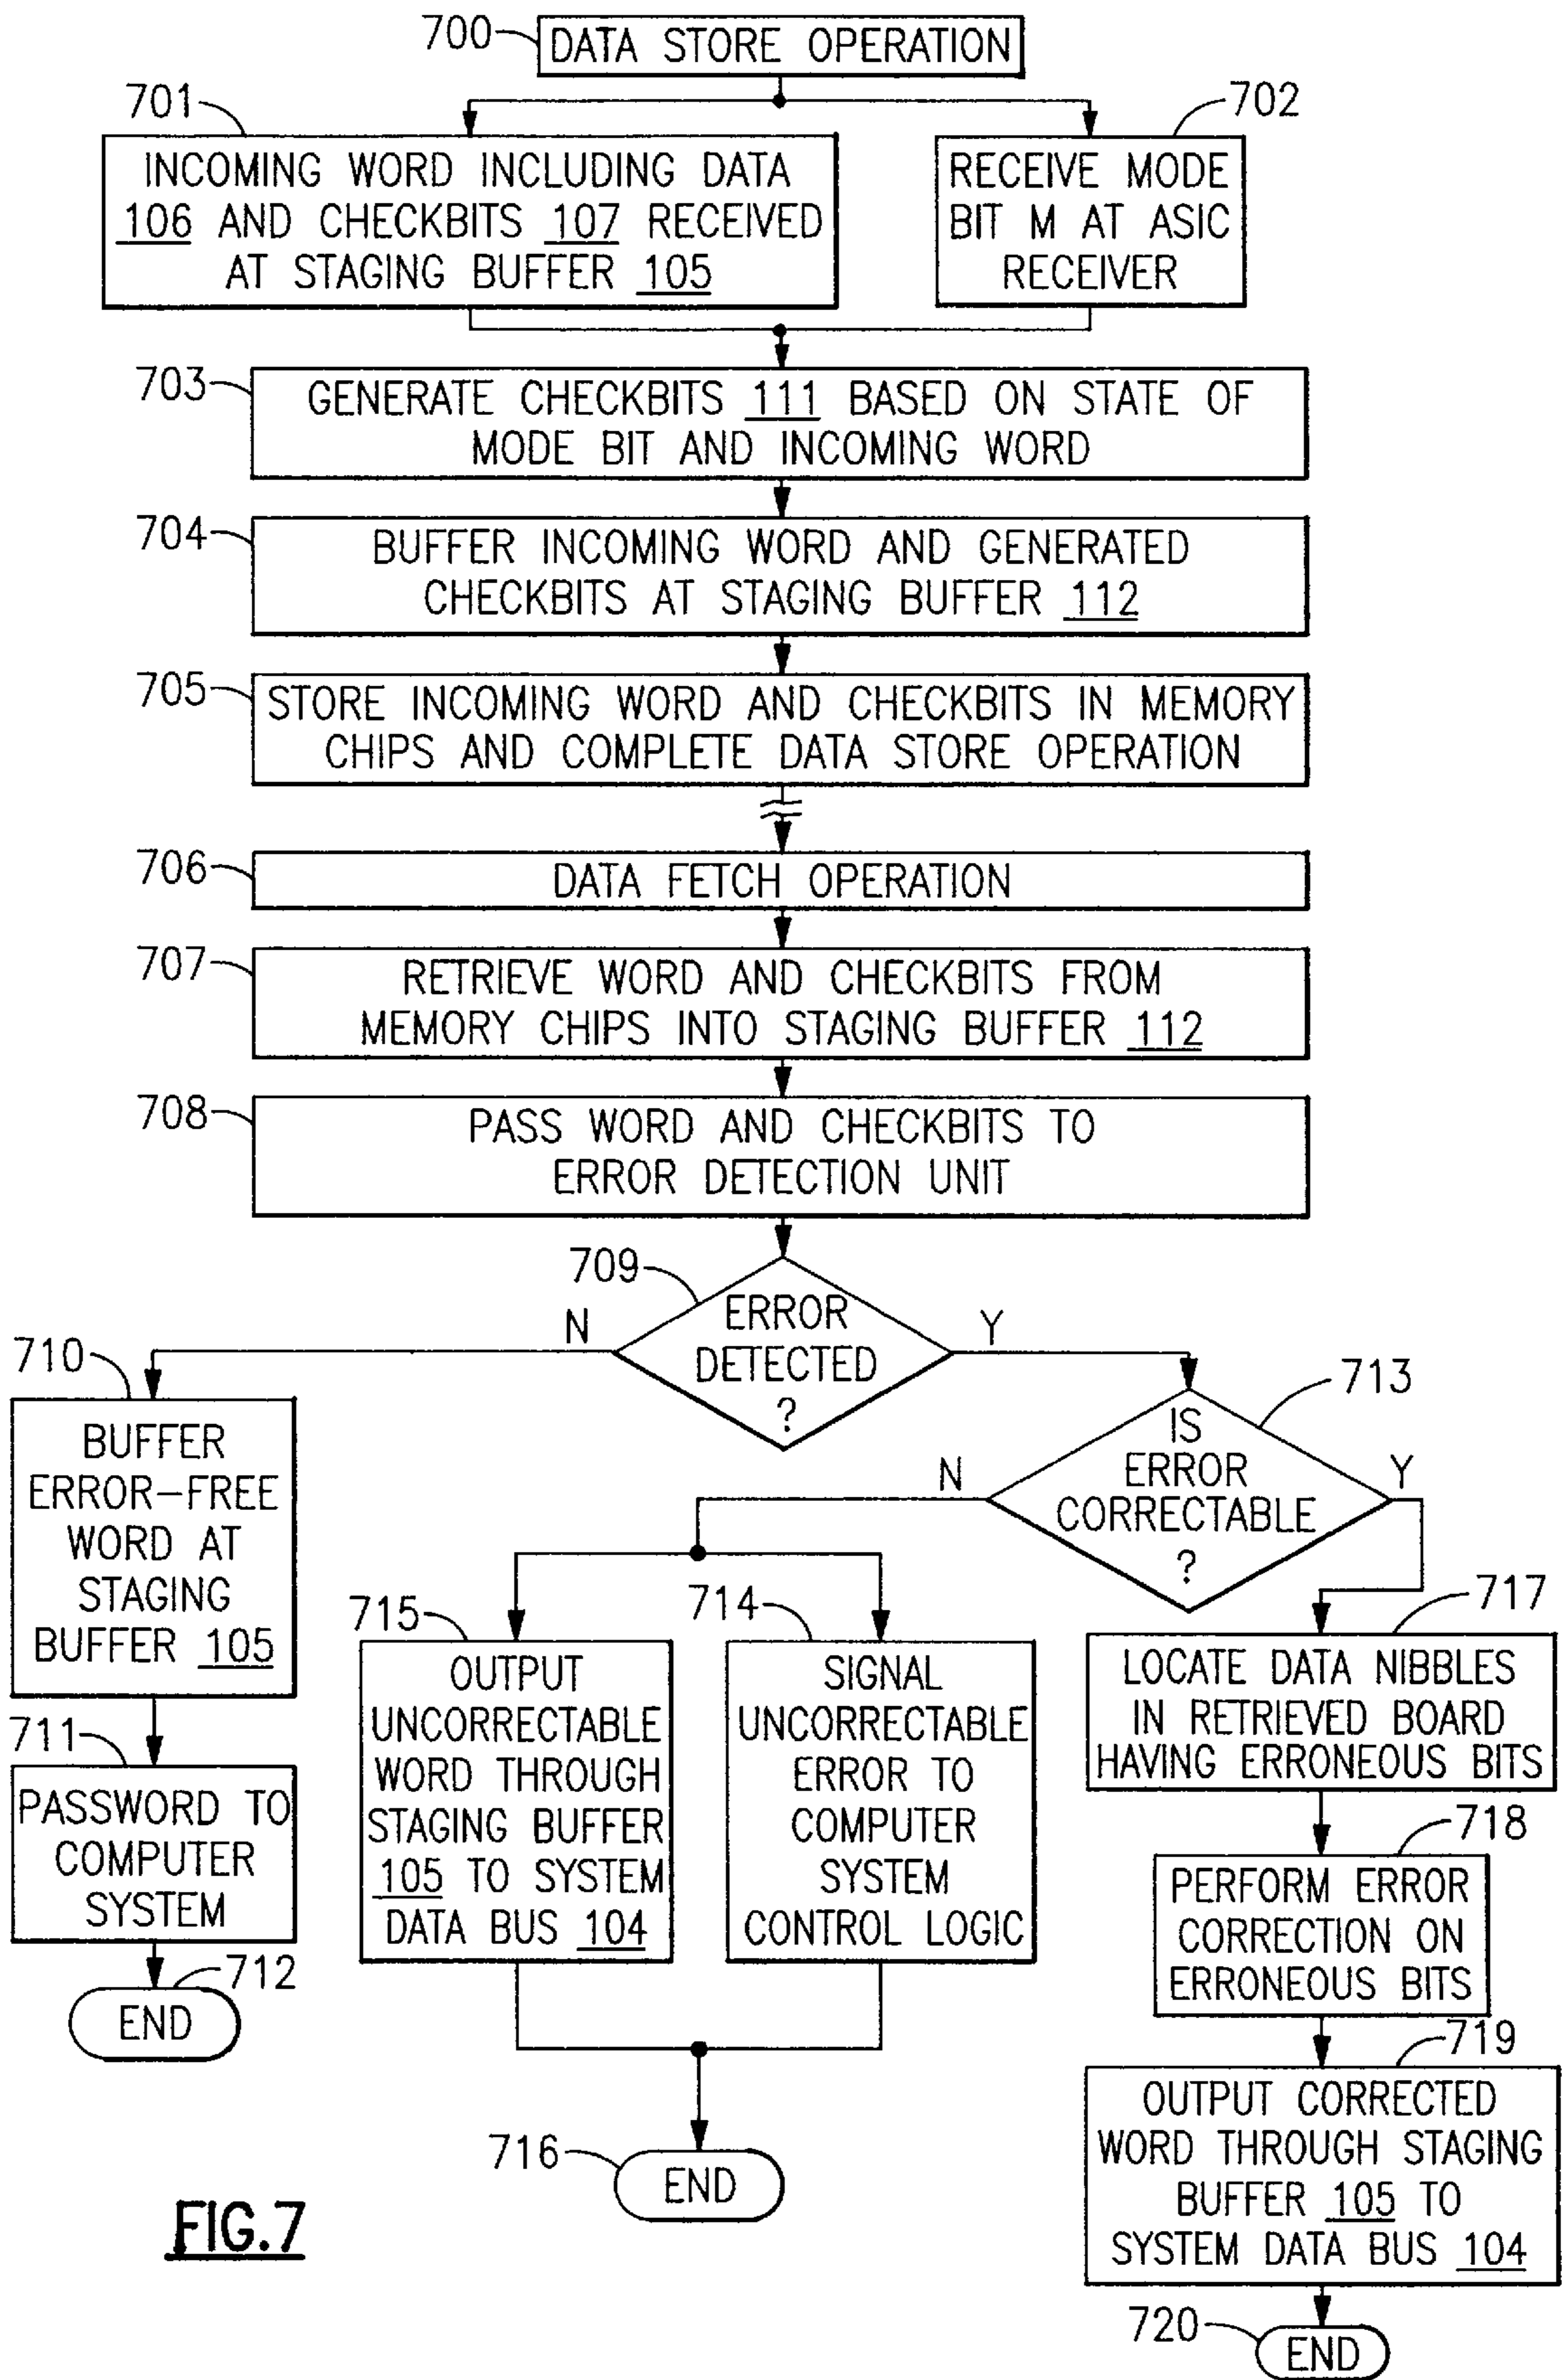 700
DATA STORE OPERATION
701
INCOMING WORD INCLUDING DATA
106 AND CHECKBITS 107 RECEIVED
AT STAGING BUFFER 105
702
RECEIVE MODE
BIT M AT ASIC
RECEIVER
703
GENERATE CHECKBITS 111 BASED ON STATE OF
MODE BIT AND INCOMING WORD
704
BUFFER INCOMING WORD AND GENERATED
CHECKBITS AT STAGING BUFFER 112
705
STORE INCOMING WORD AND CHECKBITS IN MEMORY
CHIPS AND COMPLETE DATA STORE OPERATION
706
DATA FETCH OPERATION
707
RETRIEVE WORD AND CHECKBITS FROM
MEMORY CHIPS INTO STAGING BUFFER 112
708
PASS WORD AND CHECKBITS TO
ERROR DETECTION UNIT
709
ERROR
DETECTED
?
N
Y
710
BUFFER
ERROR-FREE
WORD AT
STAGING
BUFFER 105
711
PASSWORD TO
COMPUTER
SYSTEM
712
END
713
IS
ERROR
CORRECTABLE
?
N
Y
715
OUTPUT
UNCORRECTABLE
WORD THROUGH
STAGING BUFFER
105 TO SYSTEM
DATA BUS 104
714
SIGNAL
UNCORRECTABLE
ERROR TO
COMPUTER
SYSTEM
CONTROL LOGIC
716
END
717
LOCATE DATA NIBBLES
IN RETRIEVED BOARD
HAVING ERRONEOUS BITS
718
PERFORM ERROR
CORRECTION ON
ERRONEOUS BITS
719
OUTPUT CORRECTED
WORD THROUGH STAGING
BUFFER 105 TO
SYSTEM DATA BUS 104
720
END
FIG.7